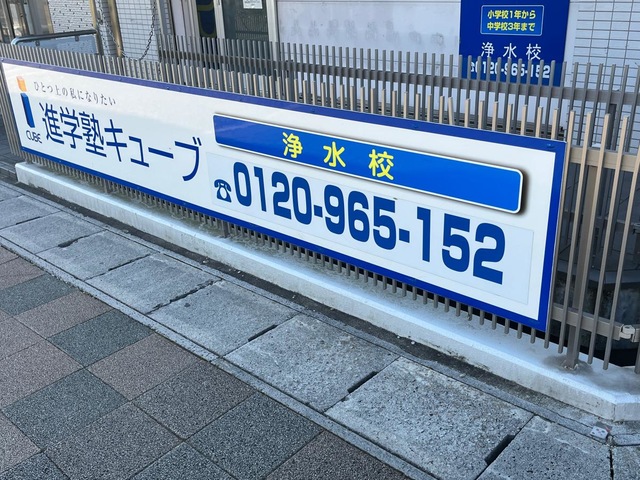 小学校1年から
中学校3年まで
浄水校
0120-965-152
ひとつ上の私になりたい
CUBE
進学塾キューブ
浄水校
☎0120-965-152